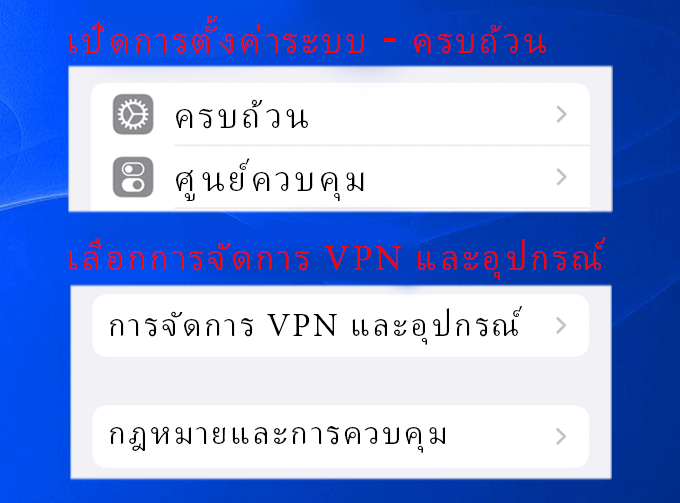 เปิดการตั้งค่าระบบ - ครบถ้วน
ครบถ้วน
ศูนย์ควบคุม
เลือกการจัดการ VPN และอุปกรณ์
การจัดการ VPN และอุปกรณ์
กฎหมายและการควบคุม